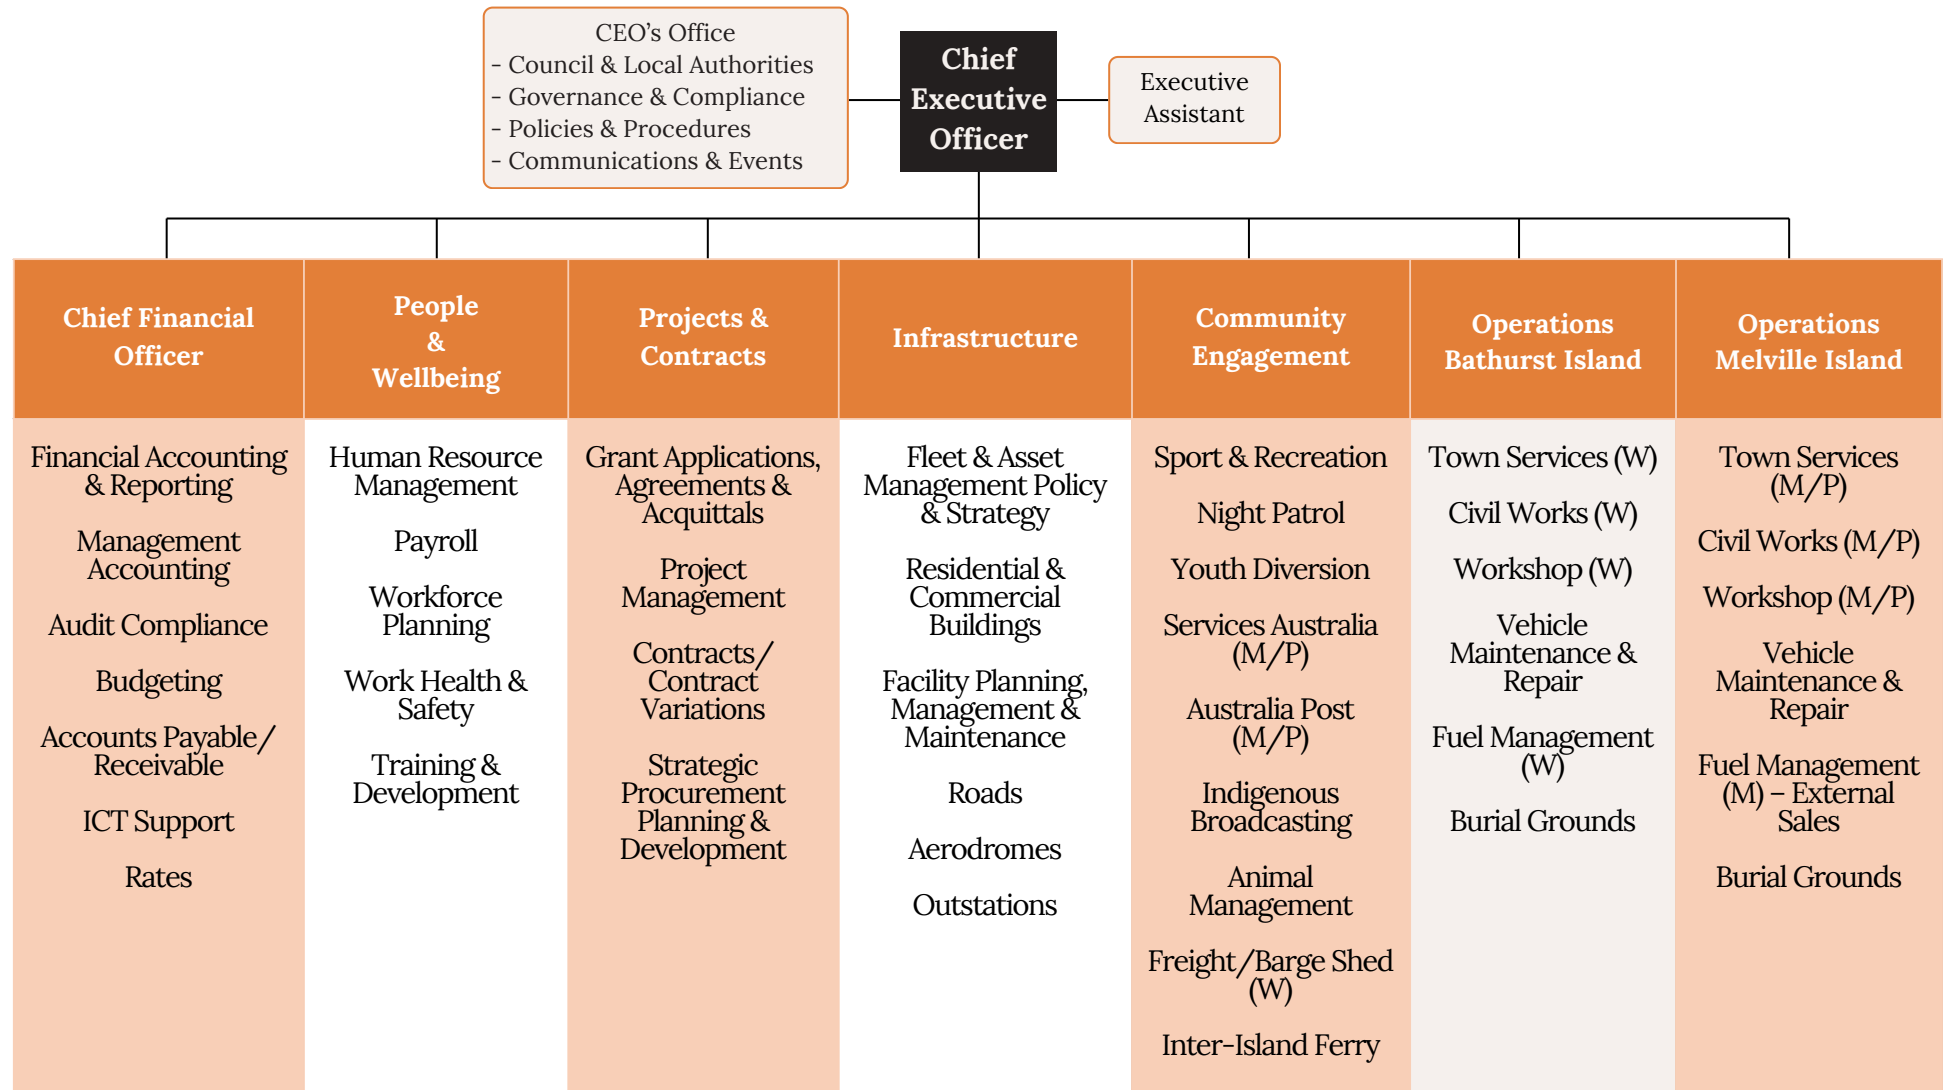 CEO’s Office
- Council & Local Authorities
- Governance & Compliance
- Policies & Procedures
- Communications & Events
Chief
Executive
Officer
Executive
Assistant
Chief Financial
Officer
Financial Accounting
& Reporting
Management
Accounting
Audit Compliance
Budgeting
Accounts Payable/
Receivable
ICT Support
Rates
People
&
Wellbeing
Human Resource
Management
Payroll
Workforce
Planning
Work Health &
Safety
Training &
Development
Projects &
Contracts
Grant Applications,
Agreements &
Acquittals
Project
Management
Contracts/
Contract
Variations
Strategic
Procurement
Planning &
Development
Infrastructure
Fleet & Asset
Management Policy
& Strategy
Residential &
Commercial
Buildings
Facility Planning,
Management &
Maintenance
Roads
Aerodromes
Outstations
Community
Engagement
Sport & Recreation
Night Patrol
Youth Diversion
Services Australia
(M/P)
Australia Post
(M/P)
Indigenous
Broadcasting
Animal
Management
Freight/Barge Shed
(W)
Inter-Island Ferry
Operations
Bathurst Island
Town Services (W)
Civil Works (W)
Workshop (W)
Vehicle
Maintenance &
Repair
Fuel Management
(W)
Burial Grounds
Operations
Melville Island
Town Services
(M/P)
Civil Works (M/P)
Workshop (M/P)
Vehicle
Maintenance &
Repair
Fuel Management
(M) – External
Sales
Burial Grounds